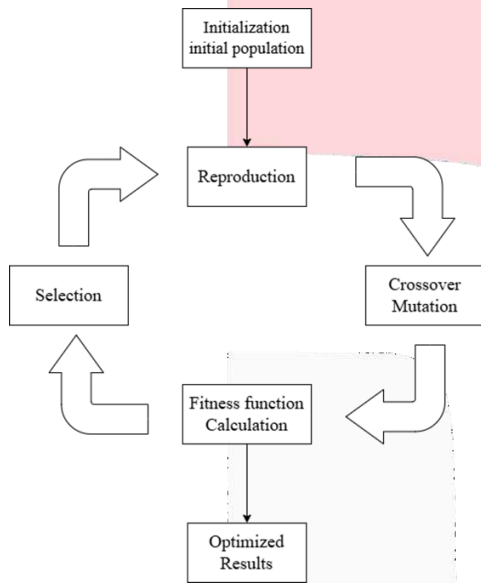 Initialization
initial population
Reproduction
Selection
Crossover
Mutation
Fitness function
Calculation
Optimized
Results